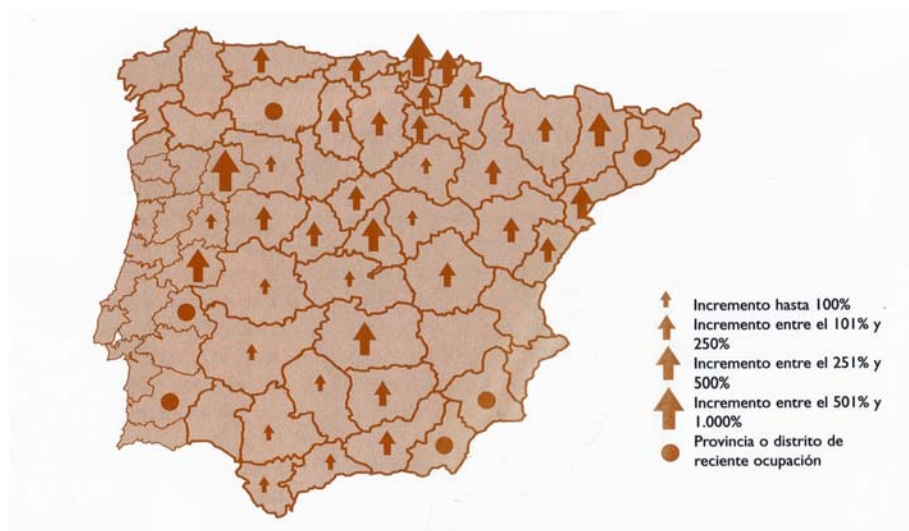 Incremento hasta 100%
Incremento entre el 101% y
250%
Incremento entre el 251% y
500%
Incremento entre el 501% y
1.000%
Provincia o distrito de
reciente ocupación